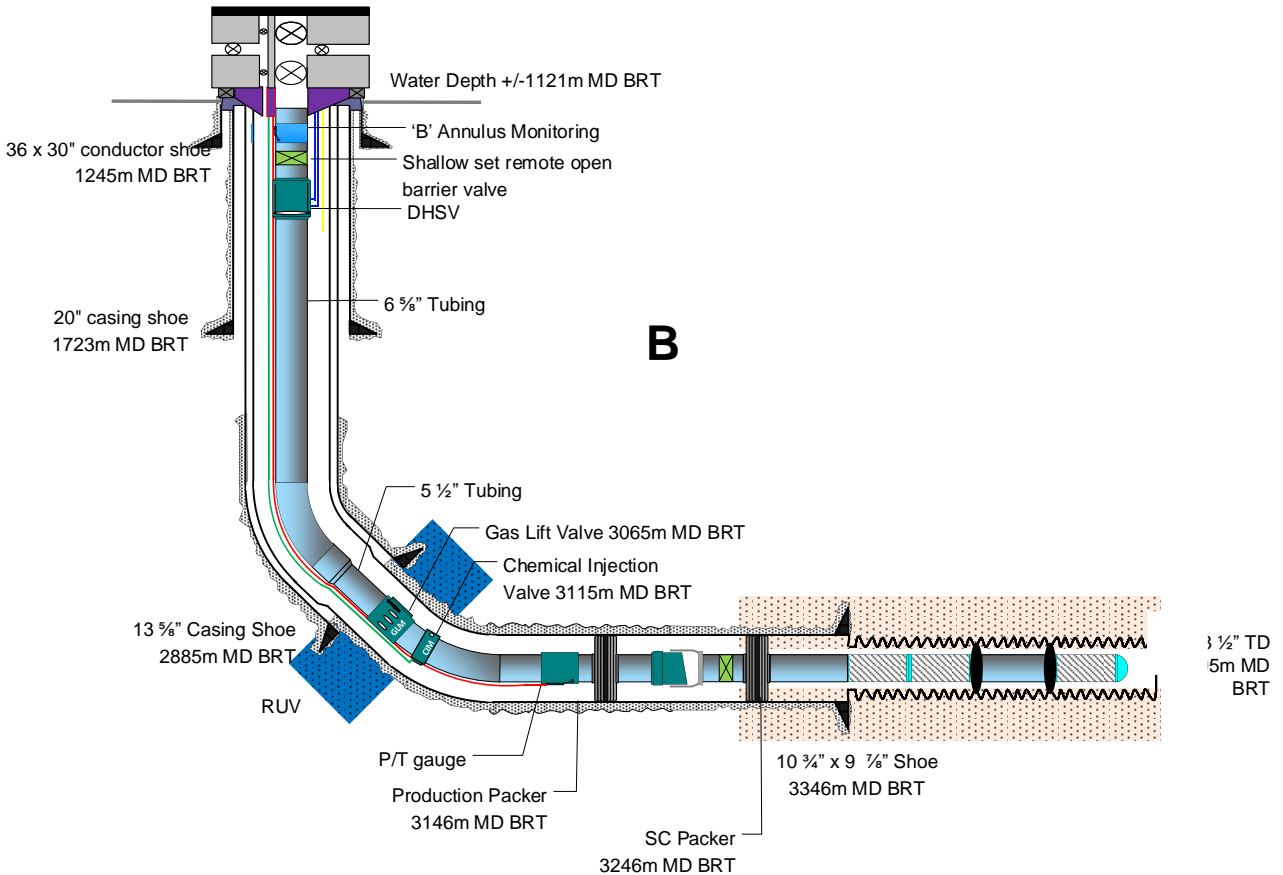 Water Depth +/-1121m MD BRT
'B' Annulus Monitoring
36 x 30" conductor shoe
1245m MD BRT
Shallow set remote open
barrier valve
DHSV
6 ⅝" Tubing
20" casing shoe
1723m MD BRT
B
5 ½" Tubing
Gas Lift Valve 3065m MD BRT
Chemical Injection
Valve 3115m MD BRT
GLM
CIM
13 ⅝" Casing Shoe
2885m MD BRT
RUV
½" TD
5m MD
BRT
P/T gauge
10 ¾" x 9 ⅞" Shoe
3346m MD BRT
Production Packer
3146m MD BRT
SC Packer
3246m MD BRT